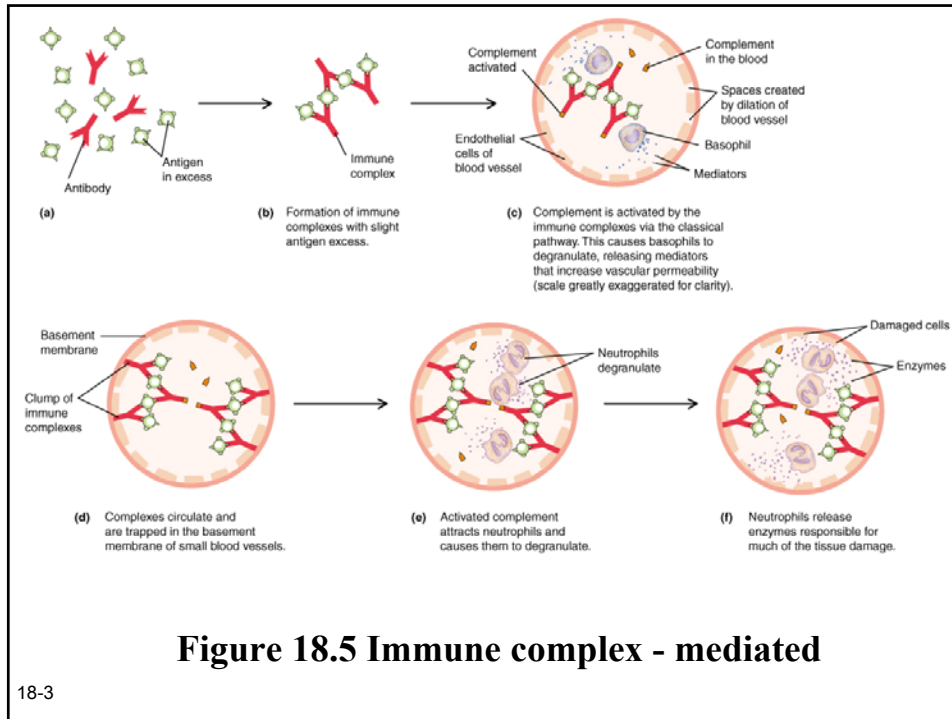 Antibody
Antigen
in excess
(a)
Immune
complex
(b) Formation of immune
complexes with slight
antigen excess.
Complement
activated
Endothelial
cells of
blood vessel
Complement
in the blood
Spaces created
by dilation of
blood vessel
Basophil
Mediators
(c) Complement is activated by the
immune complexes via the classical
pathway. This causes basophils to
degranulate, releasing mediators
that increase vascular permeability
(scale greatly exaggerated for clarity).
Basement
membrane
Clump of
immune
complexes
(d) Complexes circulate and
are trapped in the basement
membrane of small blood vessels.
Neutrophils
degranulate
(e) Activated complement
attracts neutrophils and
causes them to degranulate.
Damaged cells
Enzymes
(f) Neutrophils release
enzymes responsible for
much of the tissue damage.
Figure 18.5 Immune complex - mediated
18-3